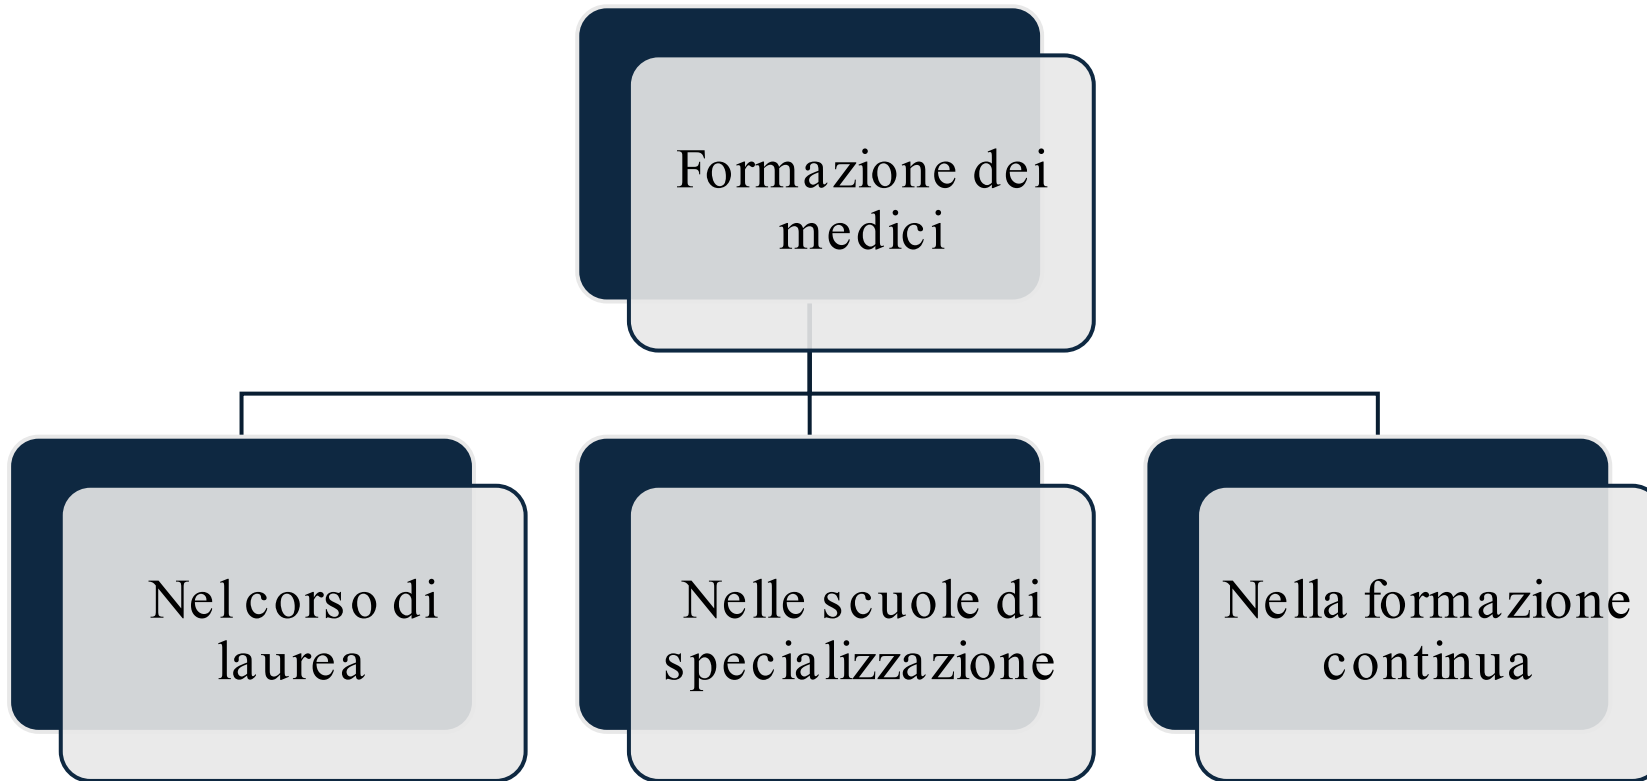 Formazione dei
medici
Nel corso di
laurea
Nelle scuole di
specializzazione
Nella formazione
continua